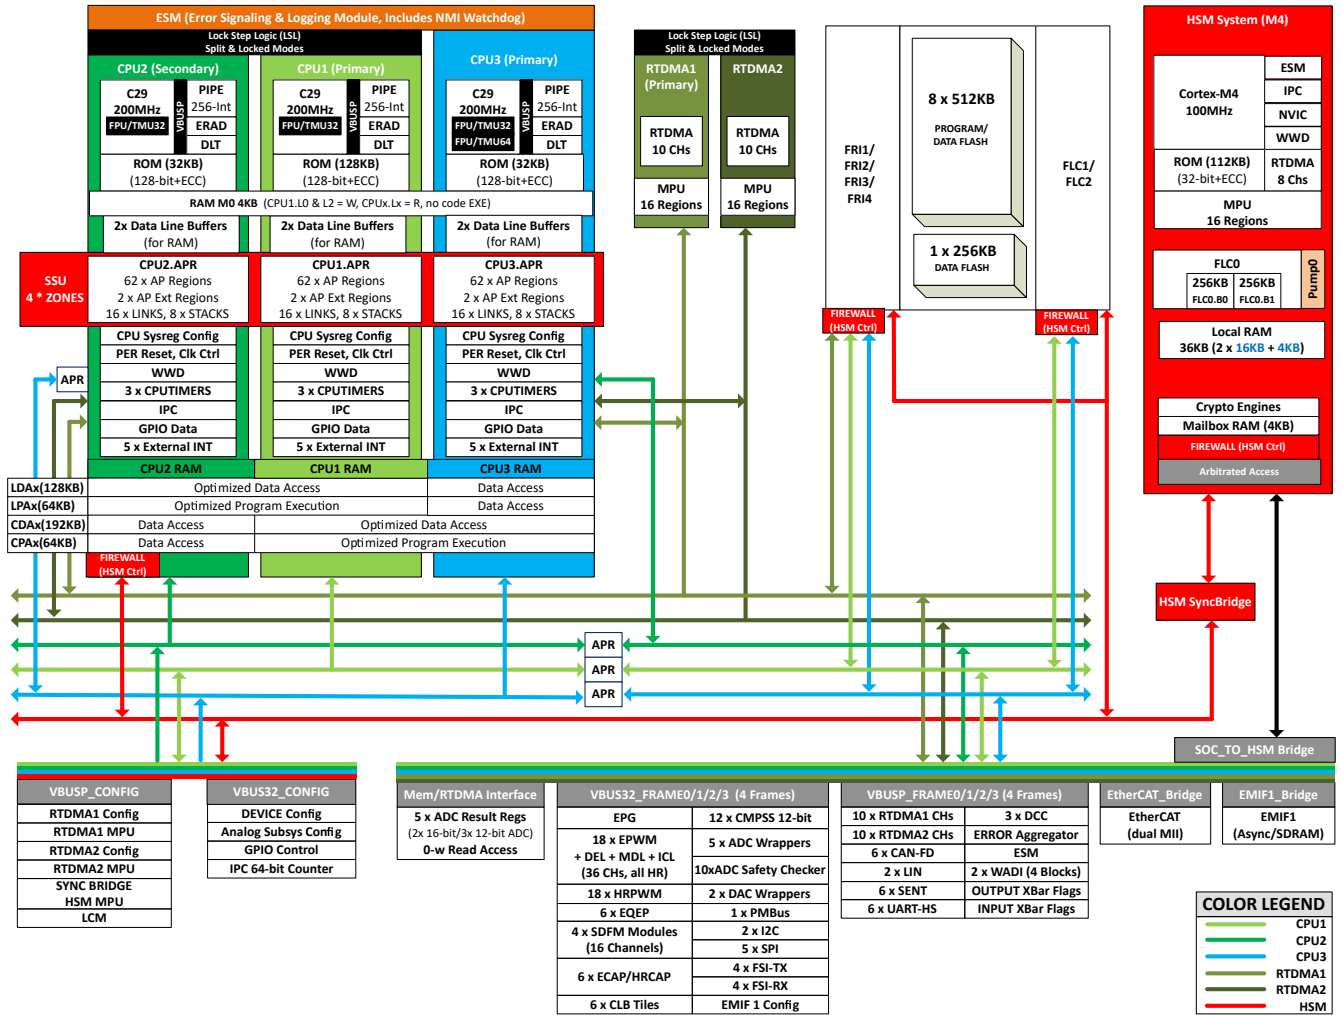 ESM (Error Signaling & Logging Module, Includes NMI Watchdog)
Lock Step Logic (LSL)
Split & Locked Modes
CPU2 (Secondary)
CPU1 (Primary)
CPU3 (Primary)
C29
200MHz
FPU/TMU32
VBUSP
PIPE
256-Int
ERAD
DLT
C29
200MHz
FPU/TMU32
VBUSP
PIPE
256-Int
ERAD
DLT
C29
200MHz
FPU/TMU32
FPU/TMU64
VBUSP
PIPE
256-Int
ERAD
DLT
ROM (32KB)
(128-bit+ECC)
ROM (128KB)
(128-bit+ECC)
ROM (32KB)
(128-bit+ECC)
RAM M0 4KB (CPU1.L0 & L2 = W, CPUx.Lx = R, no code EXE)
2x Data Line Buffers
(for RAM)
2x Data Line Buffers
(for RAM)
2x Data Line Buffers
(for RAM)
SSU
4 * ZONES
CPU2.APR
62 x AP Regions
2 x AP Ext Regions
16 x LINKS, 8 x STACKS
CPU1.APR
62 x AP Regions
2 x AP Ext Regions
16 x LINKS, 8 x STACKS
CPU3.APR
62 x AP Regions
2 x AP Ext Regions
16 x LINKS, 8 x STACKS
APR
CPU Sysreg Config
PER Reset, Clk Ctrl
WWD
3 x CPUTIMERS
IPC
GPIO Data
5 x External INT
CPU Sysreg Config
PER Reset, Clk Ctrl
WWD
3 x CPUTIMERS
IPC
GPIO Data
5 x External INT
CPU Sysreg Config
PER Reset, Clk Ctrl
WWD
3 x CPUTIMERS
IPC
GPIO Data
5 x External INT
CPU2 RAM
CPU1 RAM
CPU3 RAM
LDAx(128KB)
Optimized Data Access
Data Access
LPAx(64KB)
Optimized Program Execution
Data Access
CDAx(192KB)
Data Access
Optimized Data Access
CPAx(64KB)
Data Access
Optimized Program Execution
FIREWALL
(HSM Ctrl)
Lock Step Logic (LSL)
Split & Locked Modes
RTDMA1
(Primary)
RTDMA2
RTDMA
10 CHs
RTDMA
10 CHs
MPU
16 Regions
MPU
16 Regions
FRI1/
FRI2/
FRI3/
FRI4
8 x 512KB
PROGRAM/
DATA FLASH
1 x 256KB
DATA FLASH
FLC1/
FLC2
FIREWALL
(HSM Ctrl)
FIREWALL
(HSM Ctrl)
HSM System (M4)
Cortex-M4
100MHz
ESM
IPC
NVIC
WWD
ROM (112KB)
(32-bit+ECC)
RTDMA
8 Chs
MPU
16 Regions
FLC0
256KB
FLC0.B0
256KB
FLC0.B1
Pump0
Local RAM
36KB (2 x 16KB + 4KB)
Crypto Engines
Mailbox RAM (4KB)
FIREWALL (HSM Ctrl)
Arbitrated Access
HSM SyncBridge
APR
APR
APR
SOC_TO_HSM Bridge
VBUSP_CONFIG
RTDMA1 Config
RTDMA1 MPU
RTDMA2 Config
RTDMA2 MPU
SYNC BRIDGE
HSM MPU
LCM
VBUS32_CONFIG
DEVICE Config
Analog Subsys Config
GPIO Control
IPC 64-bit Counter
Mem/RTDMA Interface
5 x ADC Result Regs
(2x 16-bit/3x 12-bit ADC)
0-w Read Access
VBUS32_FRAME0/1/2/3 (4 Frames)
EPG
18 x EPWM
+ DEL + MDL + ICL
(36 CHs, all HR)
18 x HRPWM
6 x EQEP
4 x SDFM Modules
(16 Channels)
6 x ECAP/HRCAP
6 x CLB Tiles
12 x CMPSS 12-bit
5 x ADC Wrappers
10xADC Safety Checker
2 x DAC Wrappers
1 x PMBus
2 x I2C
5 x SPI
4 x FSI-TX
4 x FSI-RX
EMIF 1 Config
VBUSP_FRAME0/1/2/3 (4 Frames)
10 x RTDMA1 CHs
10 x RTDMA2 CHs
6 x CAN-FD
2 x LIN
6 x SENT
6 x UART-HS
3 x DCC
ERROR Aggregator
ESM
2 x WADI (4 Blocks)
OUTPUT XBar Flags
INPUT XBar Flags
EtherCAT_Bridge
EtherCAT
(dual MII)
EMIF1_Bridge
EMIF1
(Async/SDRAM)
COLOR LEGEND
CPU1
CPU2
CPU3
RTDMA1
RTDMA2
HSM